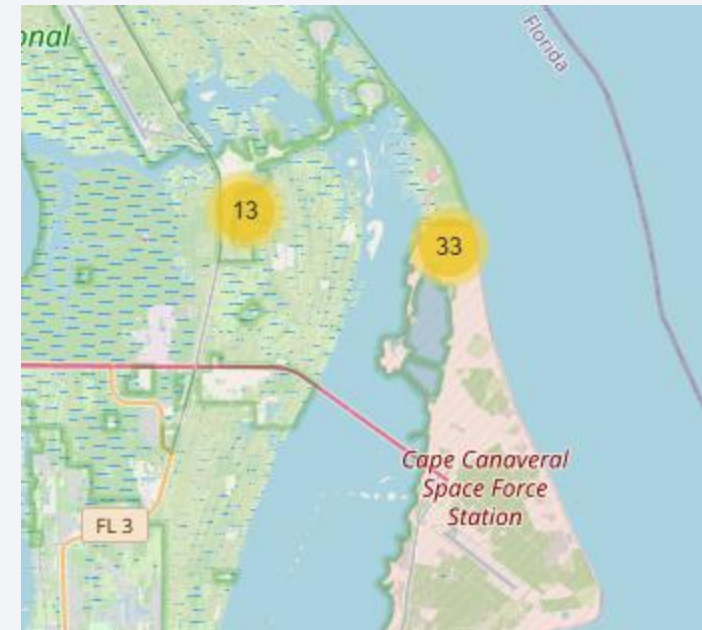 onal
Florida
13
33
Cape Canaveral
Space Force
Station
FL 3